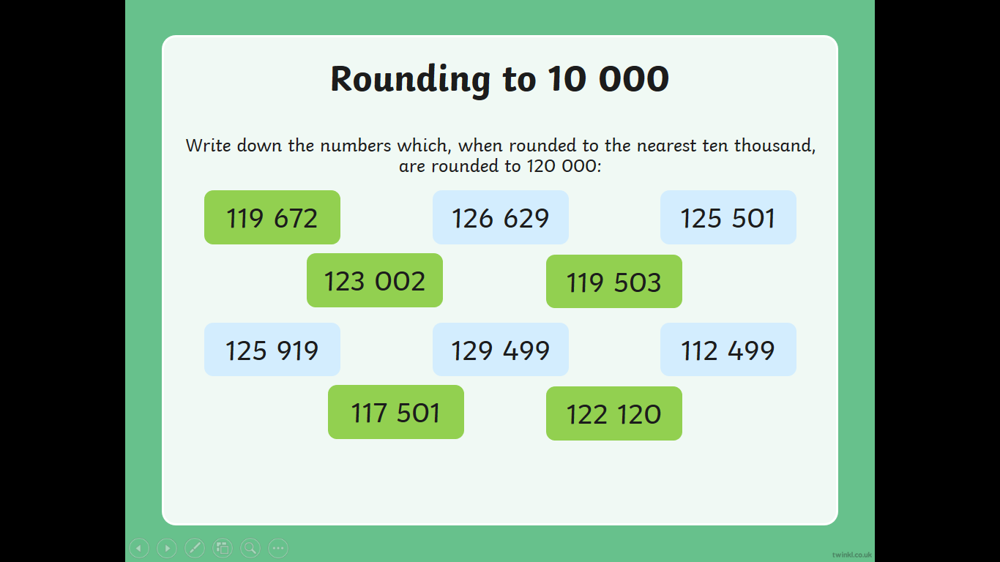 Rounding to 10 000
Write down the numbers which, when rounded to the nearest ten thousand,
are rounded to 120 000:
119 672
126 629
125 501
123 002
119 503
125 919
129 499
112 499
117 501
122 120
twinkl.co.uk